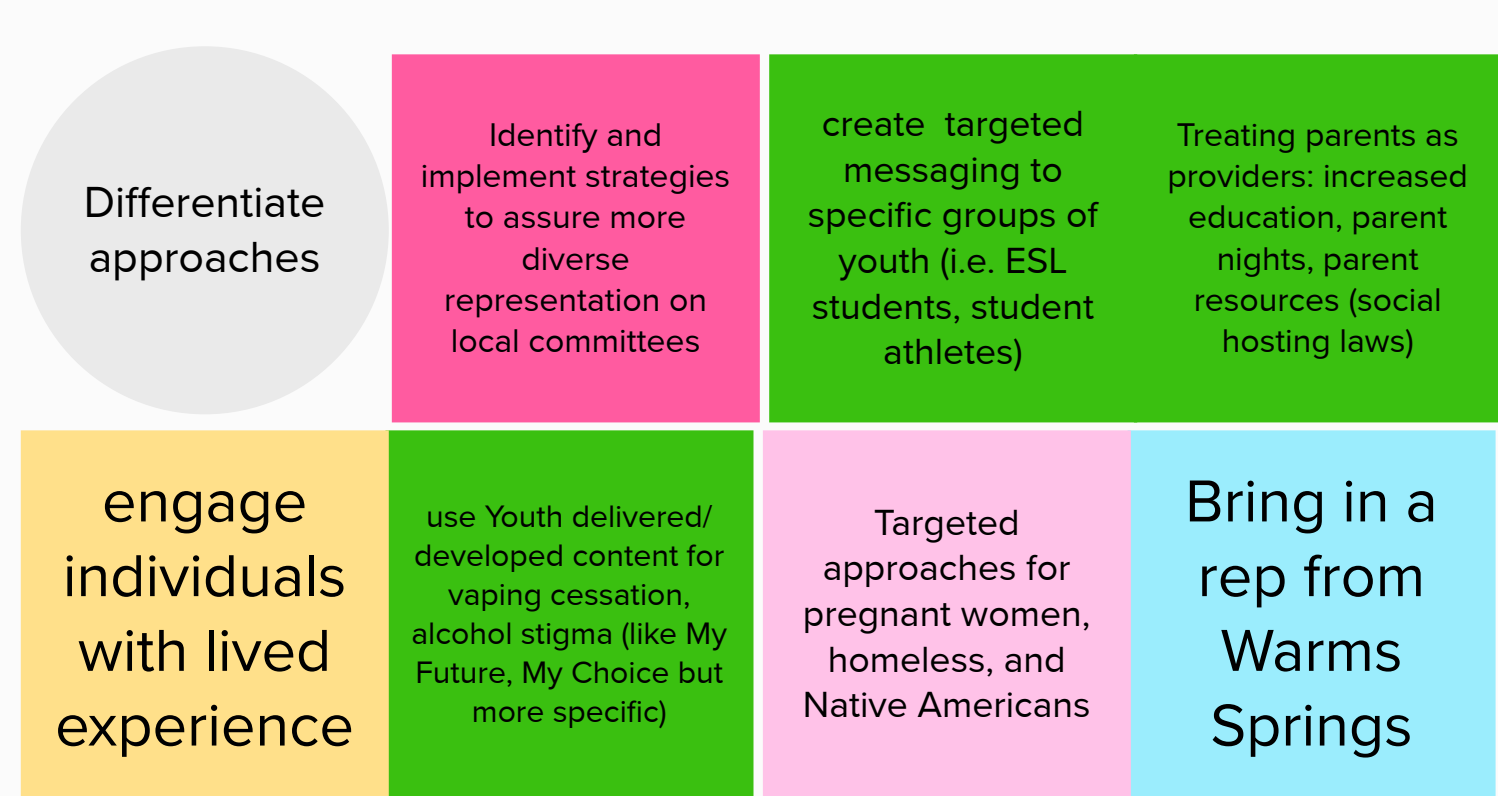 Differentiate
approaches
Identify and
implement strategies
to assure more
diverse
representation on
local committees
create  targeted
messaging to
specific groups of
youth (i.e. ESL
students, student
athletes)
Treating parents as
providers: increased
education, parent
nights, parent
resources (social
hosting laws)
engage
individuals
with lived
experience
use Youth delivered/
developed content for
vaping cessation,
alcohol stigma (like My
Future, My Choice but
more specific)
Targeted
approaches for
pregnant women,
homeless, and
Native Americans
Bring in a
rep from
Warms
Springs